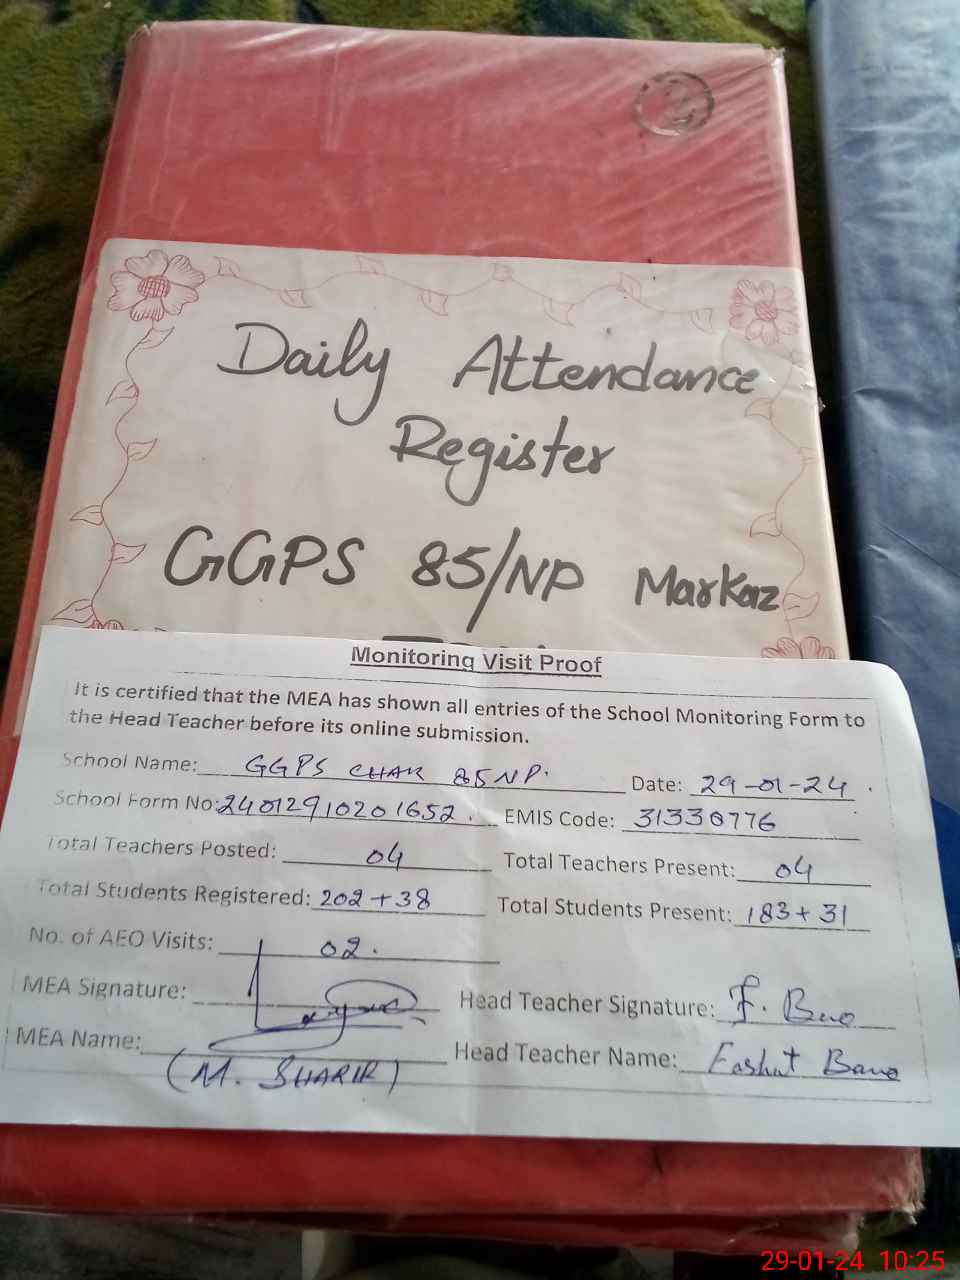 Daily Attendance
Register
GGPS 85/NP Markaz
Monitoring Visit Proof
It is certified that the MEA has shown all entries of the School Monitoring Form to
the Head Teacher before its online submission.
School Name: GGPS CHAK 85NP. Date: 29-01-24.
School Form No: 24012910201652. EMIS Code: 31330776
Total Teachers Posted: 04 Total Teachers Present: 04
Total Students Registered: 202+38 Total Students Present: 183+31
No. of AEO Visits: 02.
MEA Signature: Head Teacher Signature: F. Bano
MEA Name: Head Teacher Name: Bano
(M. SHARIF)
29-01-24 10:25